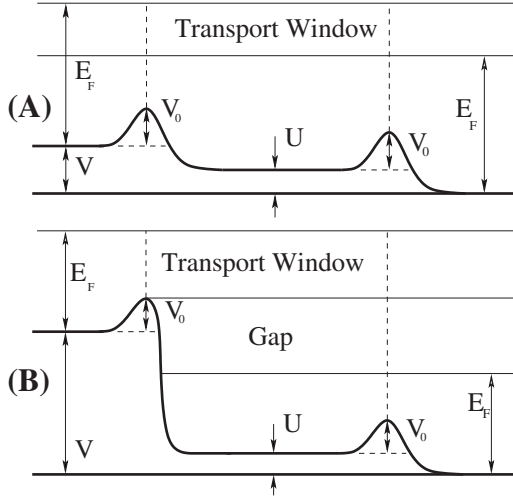 Transport Window
E_F
(A)
V_0
E_F
U
V_0
V
Transport Window
E_F
V_0
Gap
(B)
E_F
U
V_0
V